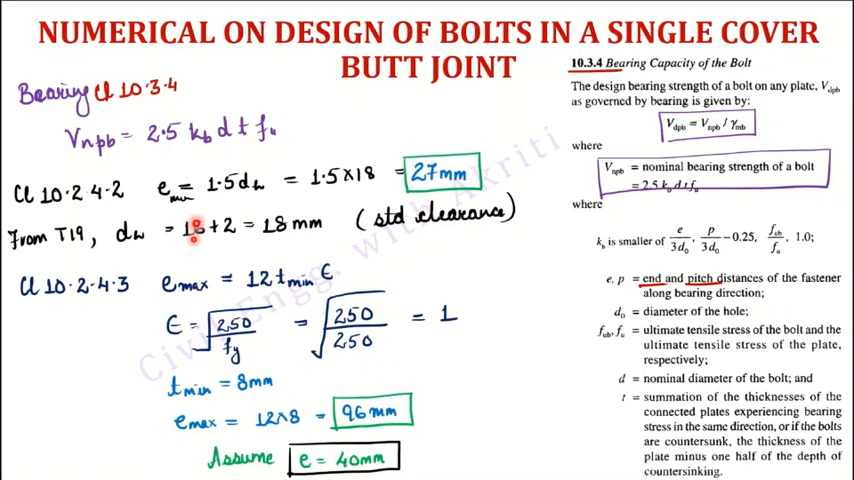 NUMERICAL ON DESIGN OF BOLTS IN A SINGLE COVER
BUTT JOINT
Bearing Cl 10.3.4
Vnpb = 2.5 kb d t fu
Cl 10.2 4.2 emin = 1.5dh = 1.5×18 = 27mm
From T19, dh = 16+2 = 18mm (std clearance)
Cl 10.2.4.3 emax = 12tmin ε
ε = √250/fy = √250/250 = 1
tmin = 8mm
emax = 12×8 = 96mm
Assume e = 40mm
10.3.4 Bearing Capacity of the Bolt
The design bearing strength of a bolt on any plate, Vdpb
as governed by bearing is given by:
Vdpb = Vnpb / γmb
where
Vnpb = nominal bearing strength of a bolt
= 2.5 kb d t fu
where
kb is smaller of e/3d0, p/3d0 −0.25, fub/fu, 1.0;
e, p = end and pitch distances of the fastener
along bearing direction;
d0 = diameter of the hole;
fub, fu = ultimate tensile stress of the bolt and the
ultimate tensile stress of the plate,
respectively;
d = nominal diameter of the bolt; and
t = summation of the thicknesses of the
connected plates experiencing bearing
stress in the same direction, or if the bolts
are countersunk, the thickness of the
plate minus one half of the depth of
countersinking.
Civil Engg. with Akriti